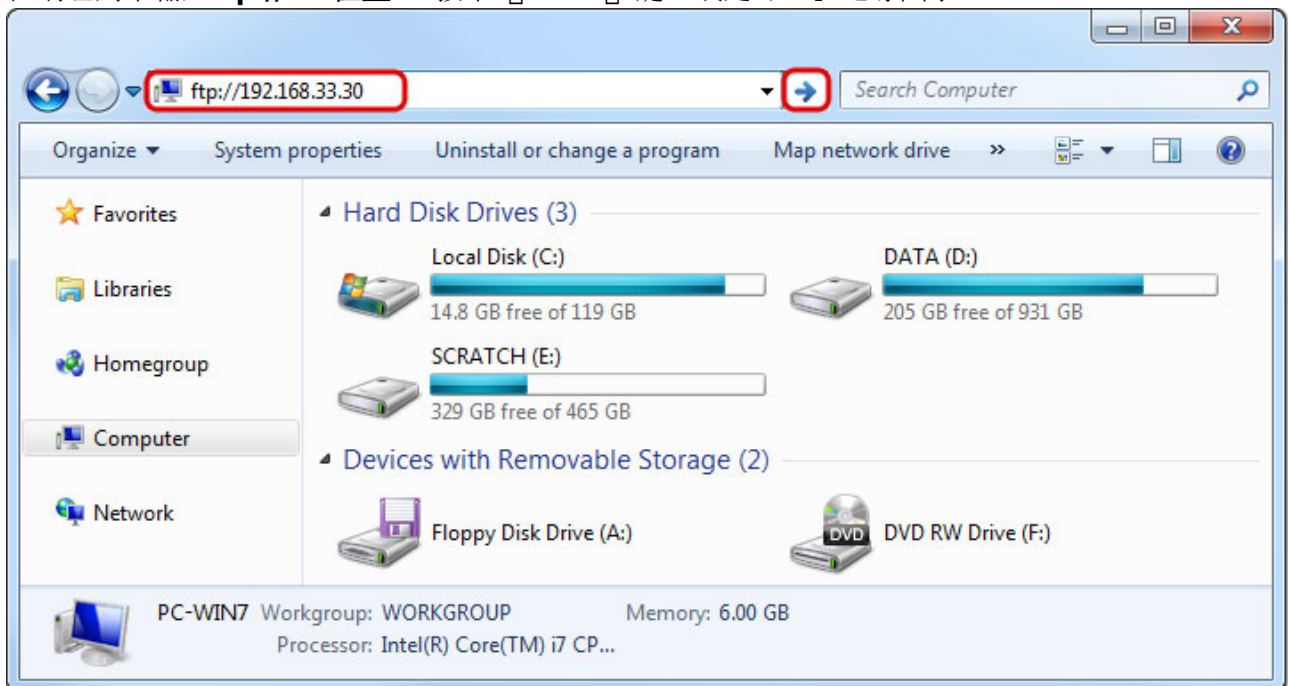 ftp://192.168.33.30
Search Computer
Organize System properties Uninstall or change a program Map network drive »
Favorites
Libraries
Homegroup
Computer
Network
Hard Disk Drives (3)
Local Disk (C:)
14.8 GB free of 119 GB
DATA (D:)
205 GB free of 931 GB
SCRATCH (E:)
329 GB free of 465 GB
Devices with Removable Storage (2)
Floppy Disk Drive (A:)
DVD
DVD RW Drive (F:)
PC-WIN7 Workgroup: WORKGROUP Memory: 6.00 GB
Processor: Intel(R) Core(TM) i7 CP...